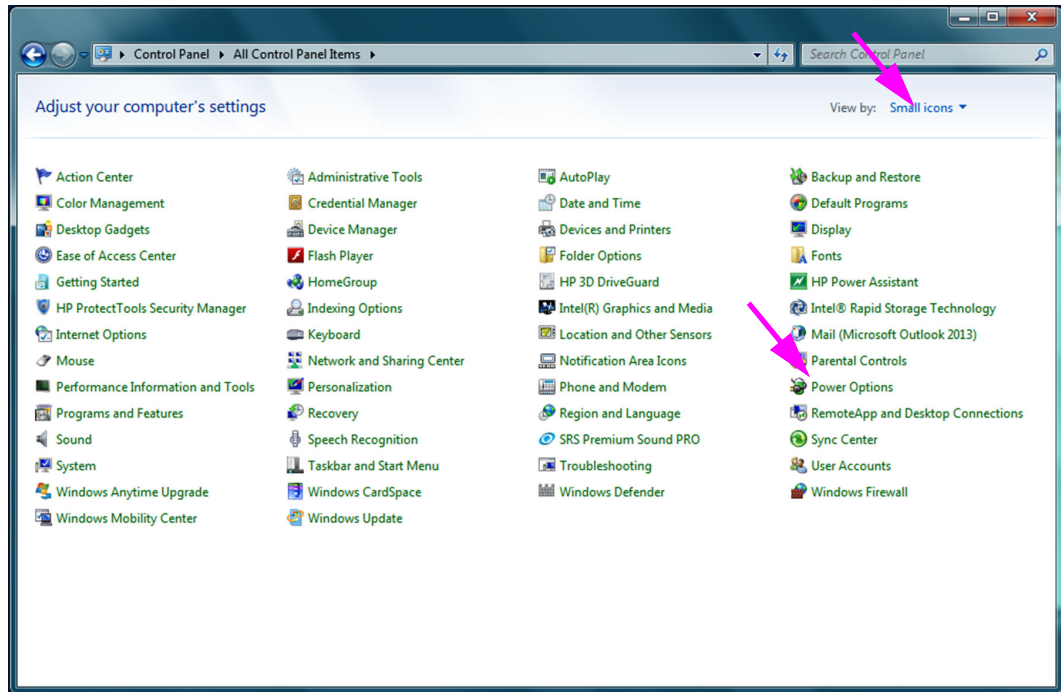 Control Panel All Control Panel Items Search Control Panel
Adjust your computer's settings View by: Small icons
Action Center Administrative Tools AutoPlay Backup and Restore
Color Management Credential Manager Date and Time Default Programs
Desktop Gadgets Device Manager Devices and Printers Display
Ease of Access Center Flash Player Folder Options Fonts
Getting Started HomeGroup HP 3D DriveGuard HP Power Assistant
HP ProtectTools Security Manager Indexing Options Intel(R) Graphics and Media Intel® Rapid Storage Technology
Internet Options Keyboard Location and Other Sensors Mail (Microsoft Outlook 2013)
Mouse Network and Sharing Center Notification Area Icons Parental Controls
Performance Information and Tools Personalization Phone and Modem Power Options
Programs and Features Recovery Region and Language RemoteApp and Desktop Connections
Sound Speech Recognition SRS Premium Sound PRO Sync Center
System Taskbar and Start Menu Troubleshooting User Accounts
Windows Anytime Upgrade Windows CardSpace Windows Defender Windows Firewall
Windows Mobility Center Windows Update